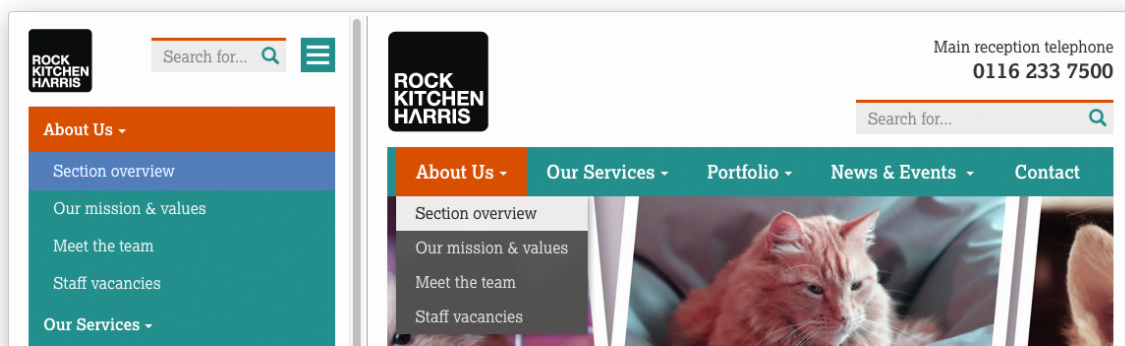 ROCK
KITCHEN
HARRIS
Search for...
About Us
Section overview
Our mission & values
Meet the team
Staff vacancies
Our Services
ROCK
KITCHEN
HARRIS
Main reception telephone
0116 233 7500
Search for...
About Us Our Services Portfolio News & Events Contact
Section overview
Our mission & values
Meet the team
Staff vacancies